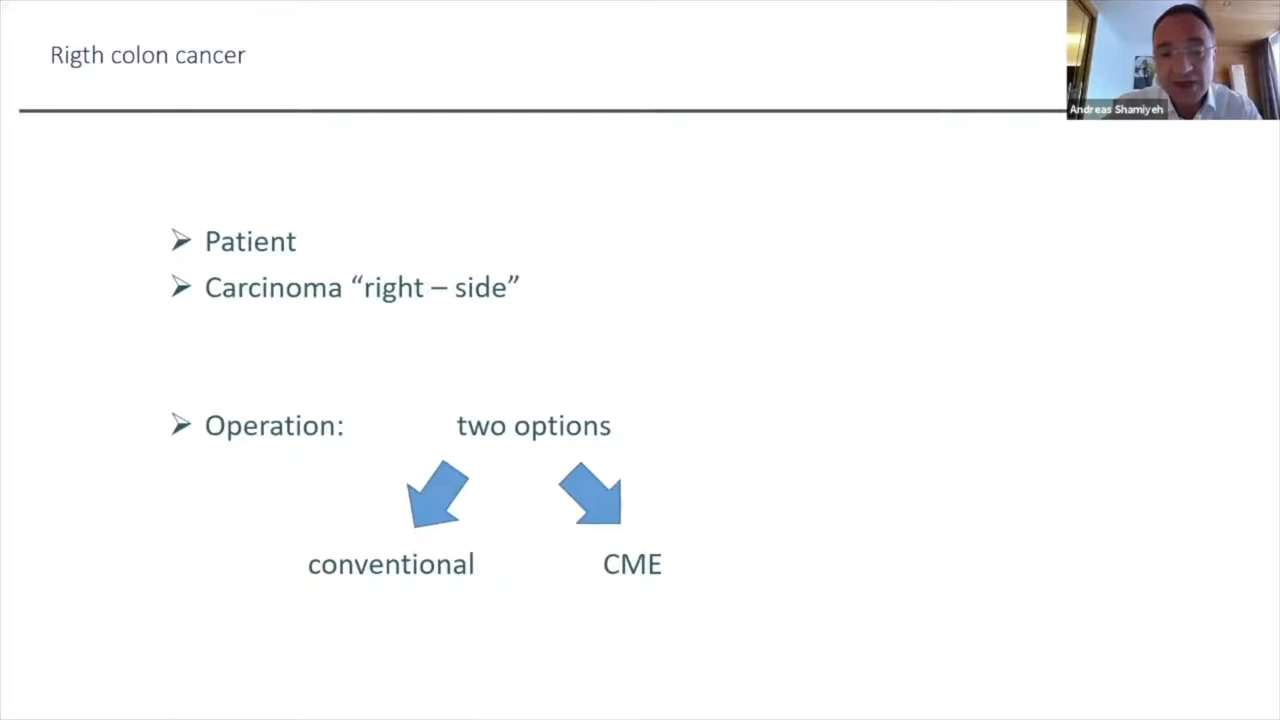 Rigth colon cancer
Andreas Shamiyeh
Patient
Carcinoma “right – side”
Operation: two options
conventional CME